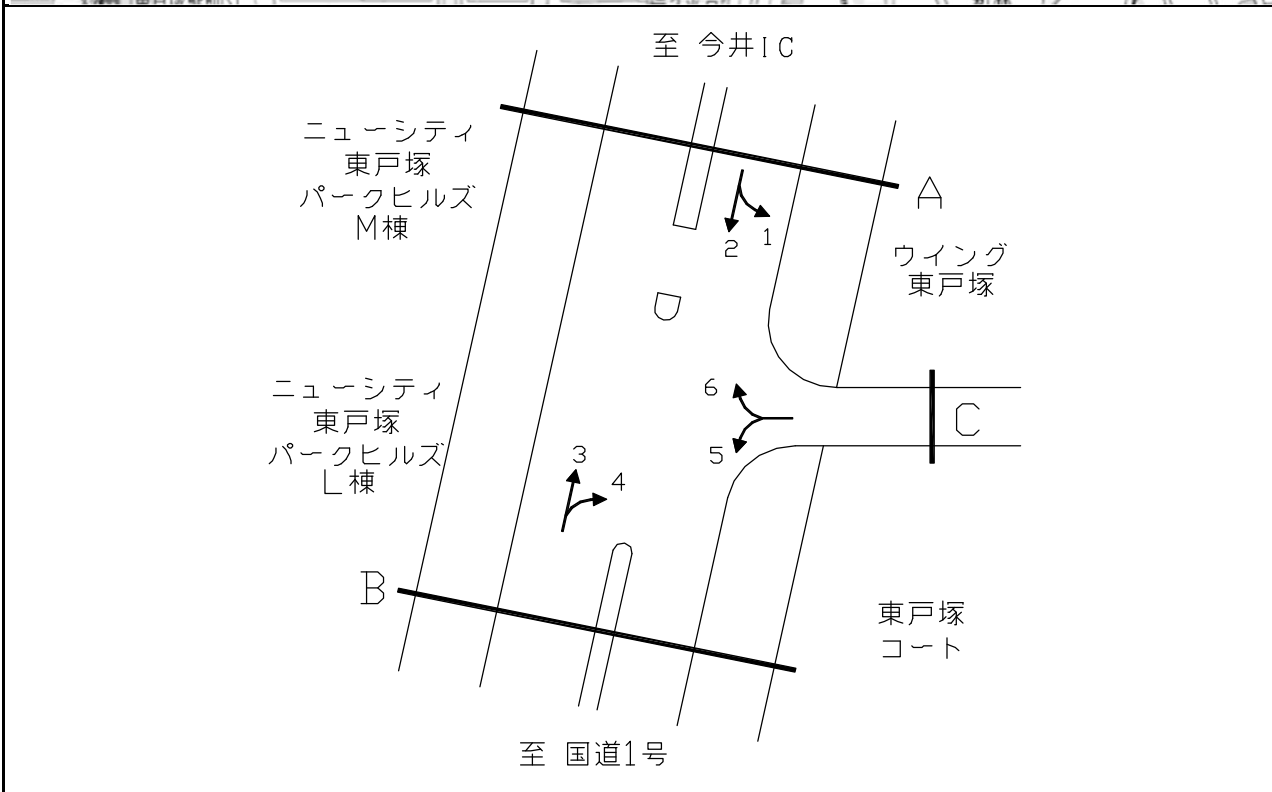 至 今井IC
ニューシティ
東戸塚
パークヒルズ
M棟
A
1
2
ウイング
東戸塚
ニューシティ
東戸塚
パークヒルズ
L棟
6
5
C
3
4
B
東戸塚
コート
至 国道1号